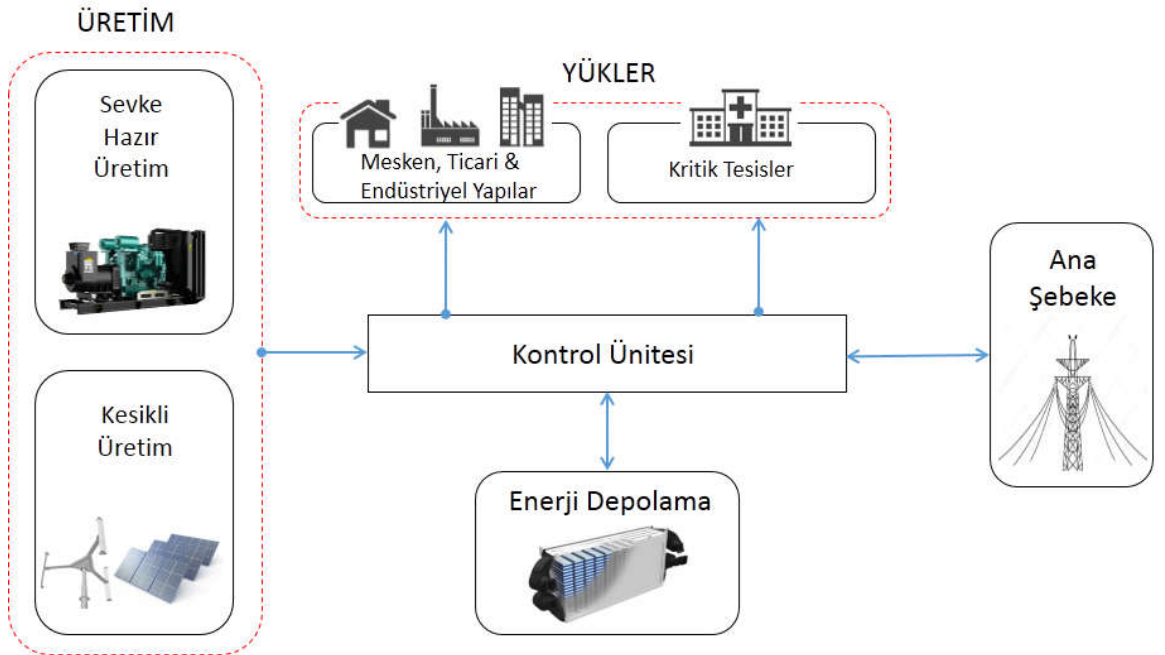 ÜRETİM
Sevke
Hazır
Üretim
Kesikli
Üretim
YÜKLER
Mesken, Ticari &
Endüstriyel Yapılar
Kritik Tesisler
Kontrol Ünitesi
Enerji Depolama
Ana
Şebeke